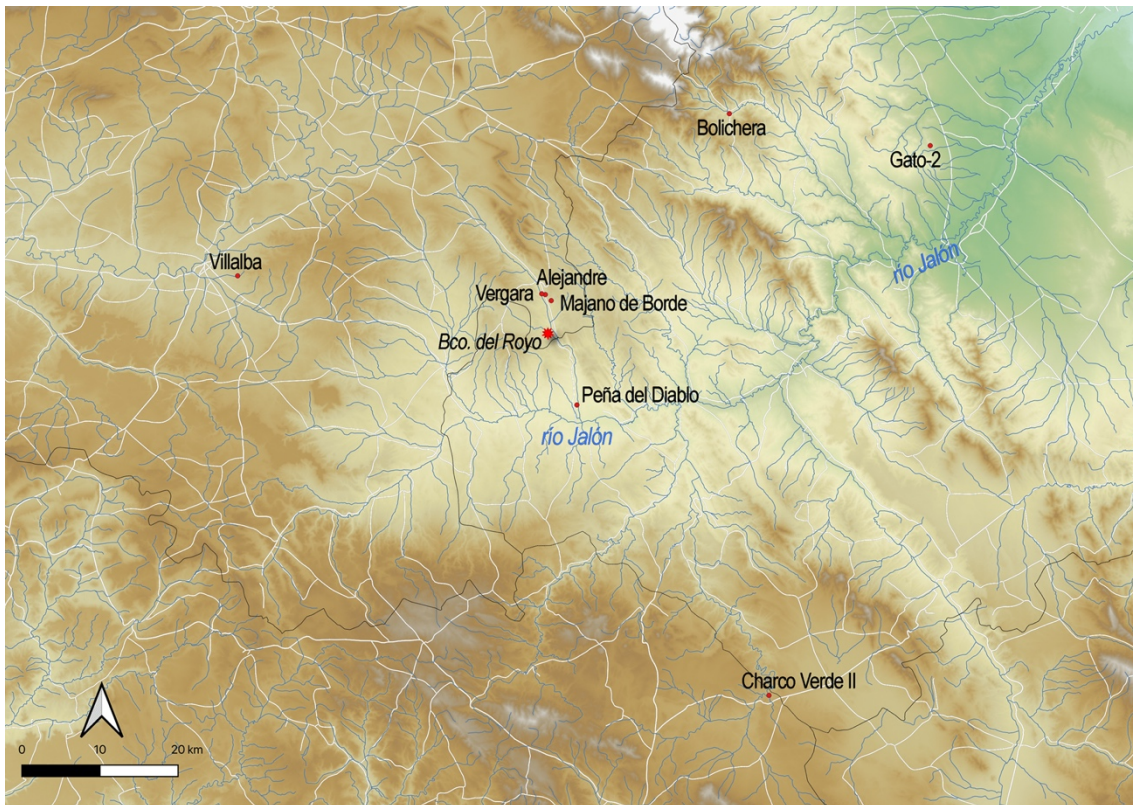 Bolichera
Gato-2
río Jalón
Villalba
Alejandre
Vergara
Majano de Borde
Bco. del Royo
Peña del Diablo
río Jalón
Charco Verde II
0 10 20 km